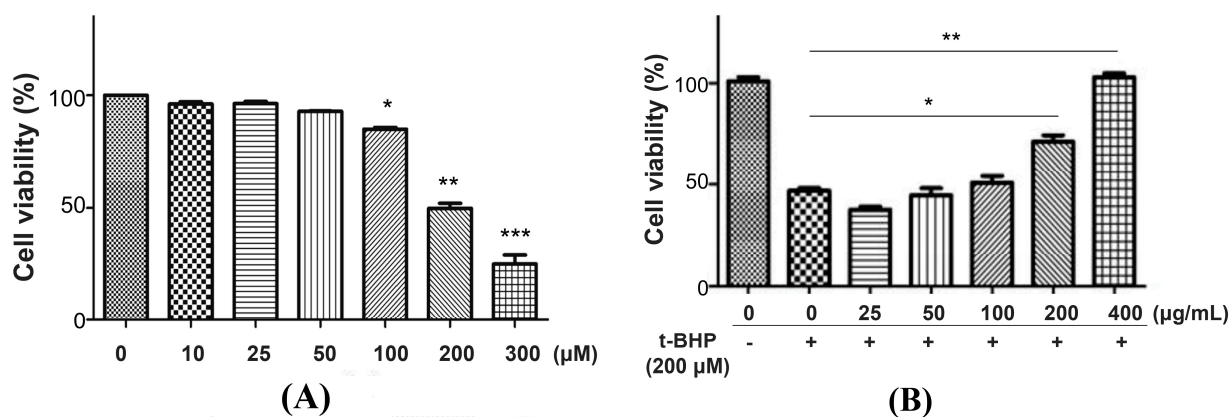 Cell viability (%)
100
50
0
*
**
***
0 10 25 50 100 200 300 (µM)
(A)
Cell viability (%)
100
50
0
**
*
0 0 25 50 100 200 400 (µg/mL)
t-BHP - + + + + + +
(200 µM)
(B)